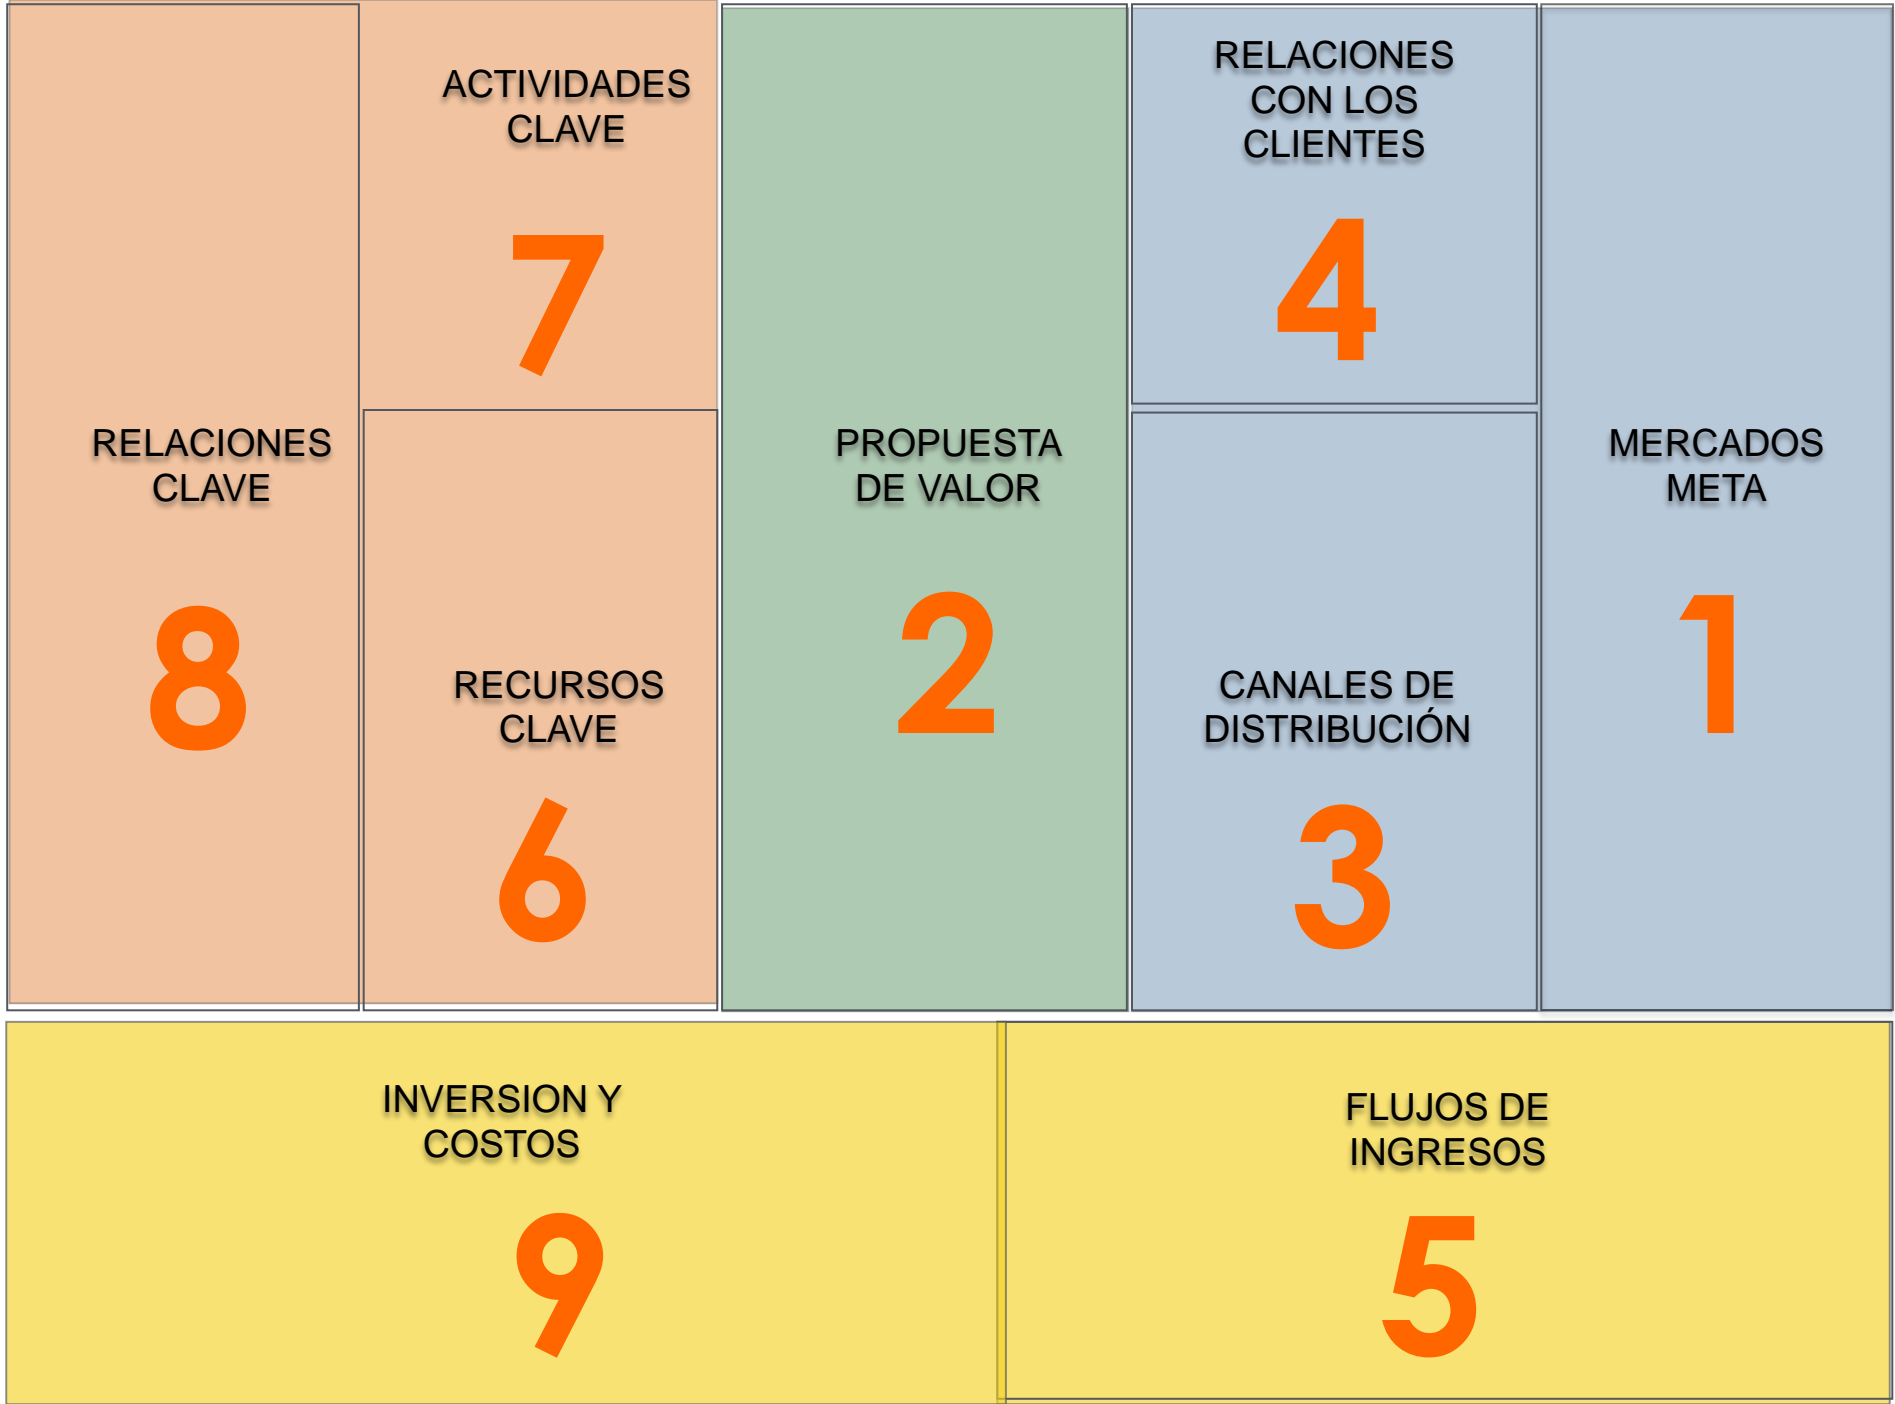 ACTIVIDADES
CLAVE
7
RELACIONES
CLAVE
8
RECURSOS
CLAVE
6
PROPUESTA
DE VALOR
2
RELACIONES
CON LOS
CLIENTES
4
CANALES DE
DISTRIBUCIÓN
3
MERCADOS
META
1
INVERSION Y
COSTOS
9
FLUJOS DE
INGRESOS
5